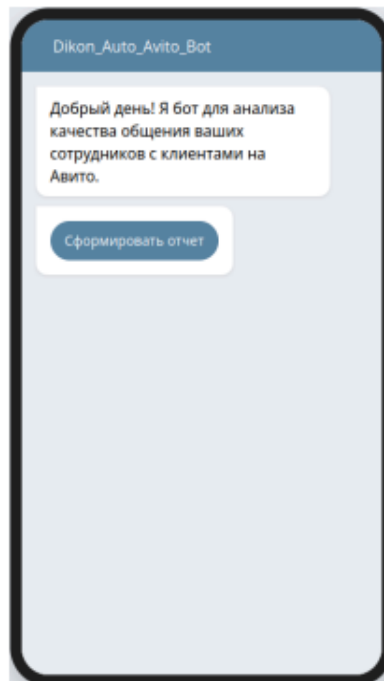 Dikon_Auto_Avito_Bot
Добрый день! Я бот для анализа
качества общения ваших
сотрудников с клиентами на
Авито.
Сформировать отчет